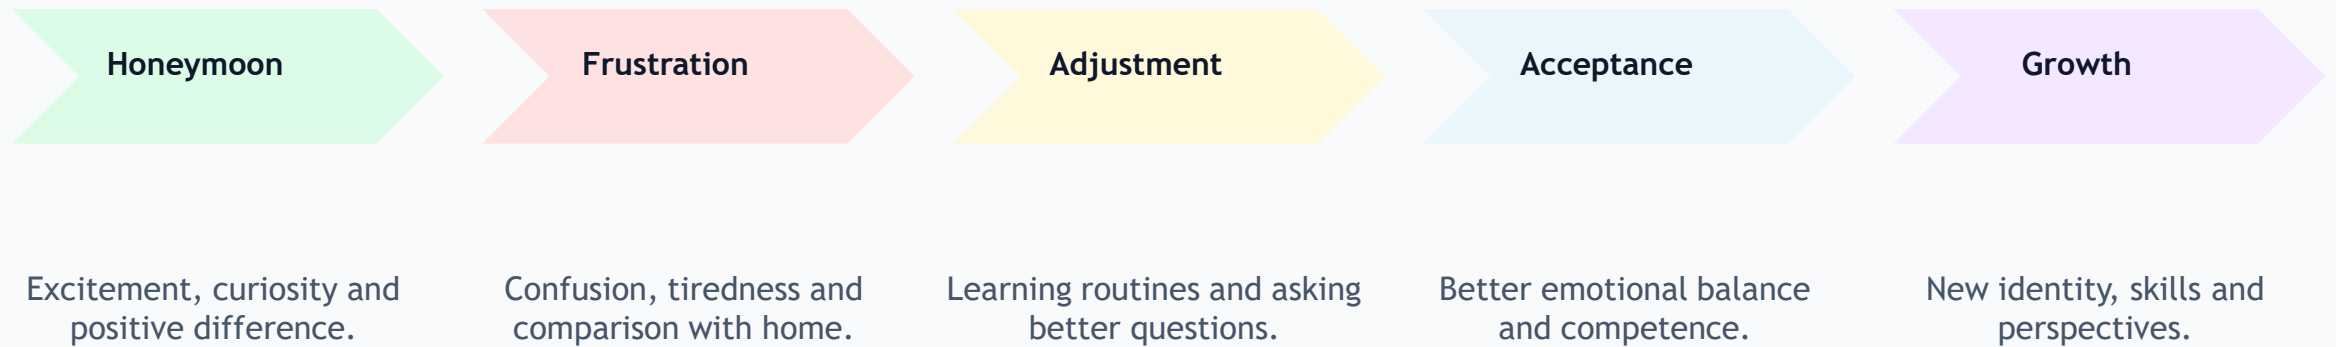 Honeymoon
Frustration
Adjustment
Acceptance
Growth
Excitement, curiosity and
positive difference.
Confusion, tiredness and
comparison with home.
Learning routines and asking
better questions.
Better emotional balance
and competence.
New identity, skills and
perspectives.